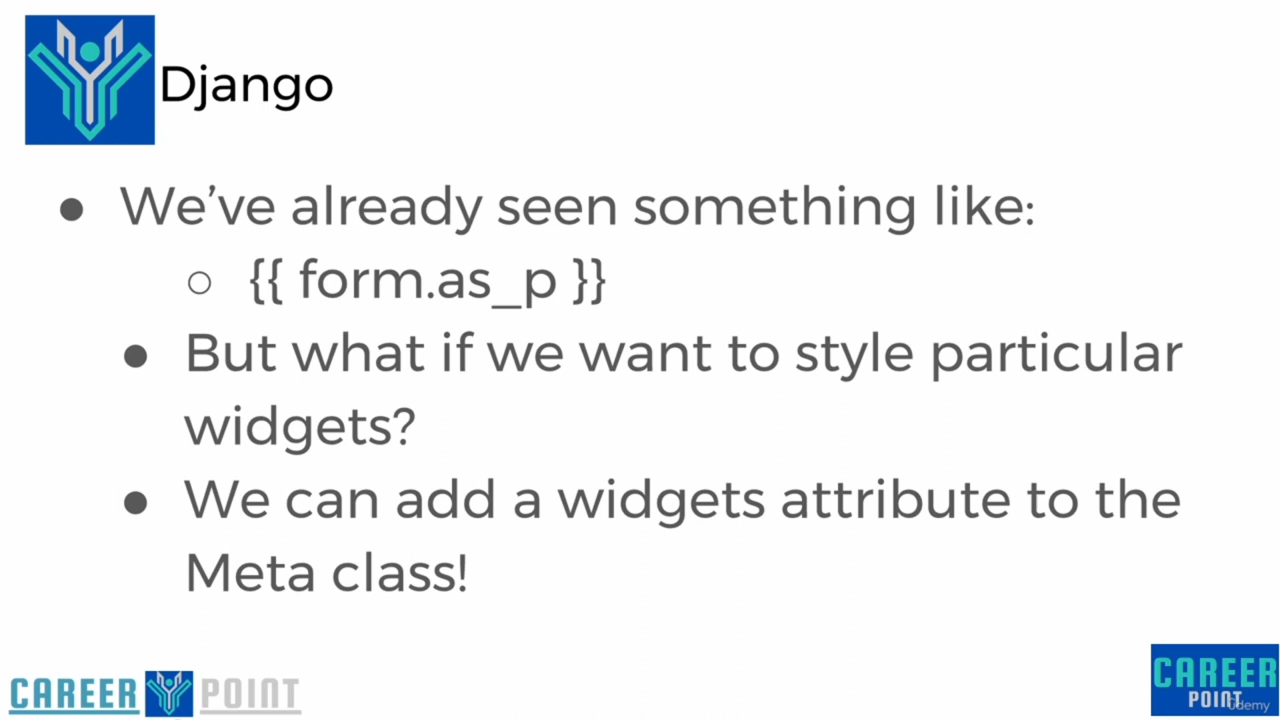 Django
● We’ve already seen something like:
○ {{ form.as_p }}
● But what if we want to style particular
widgets?
● We can add a widgets attribute to the
Meta class!
CAREER POINT
CAREER
POINT
Udemy